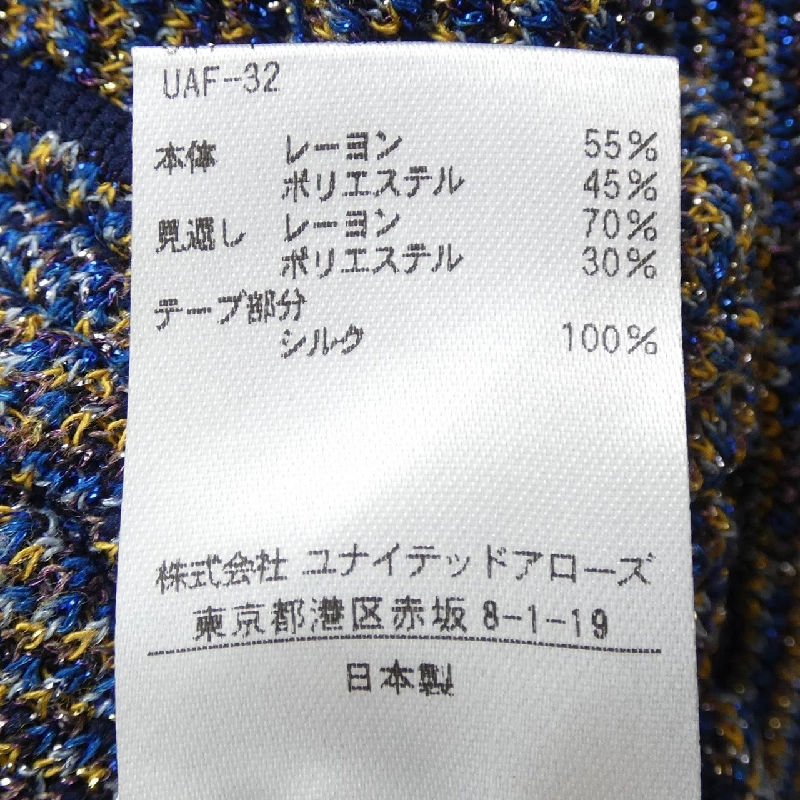 UAF-32
本体 レーヨン 55%
ポリエステル 45%
見返し レーヨン 70%
ポリエステル 30%
テープ部分
シルク 100%
株式会社 ユナイテッドアローズ
東京都港区赤坂 8-1-19
日本製